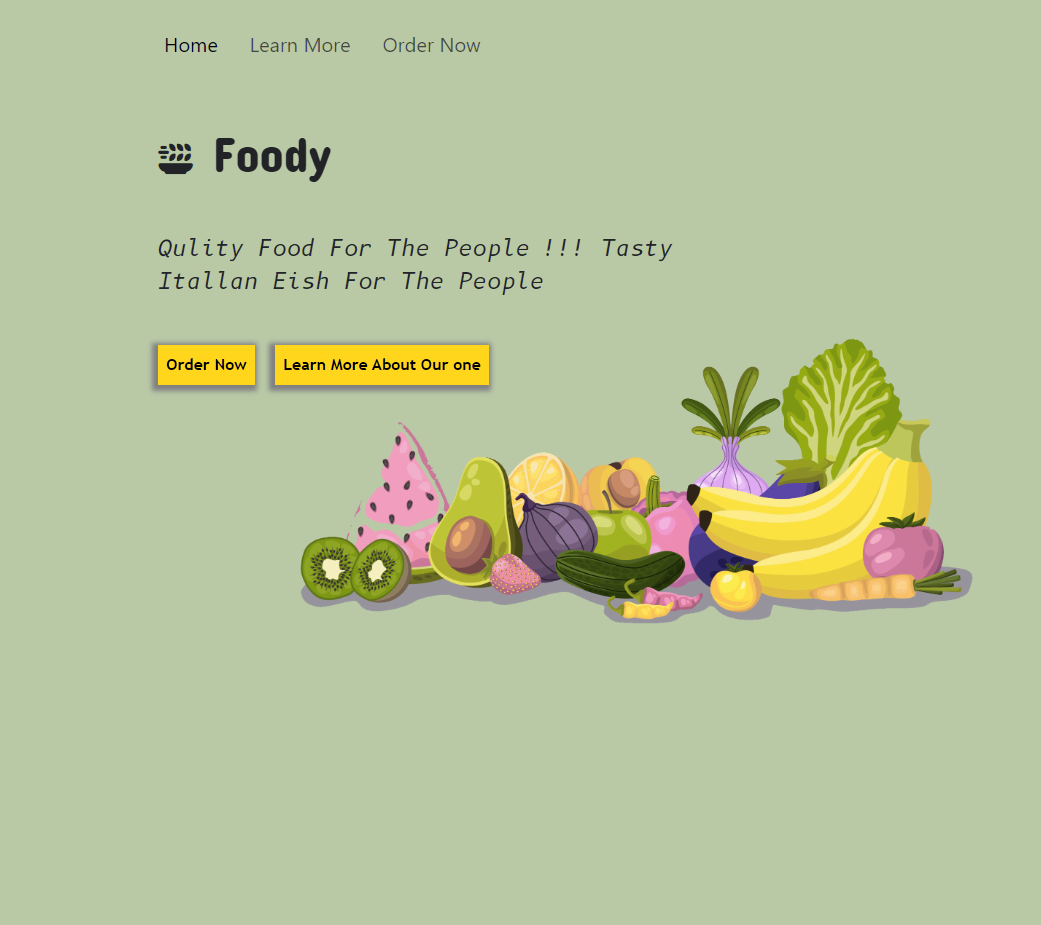 Home Learn More Order Now
Foody
Qulity Food For The People !!! Tasty
Itallan Eish For The People
Order Now Learn More About Our one